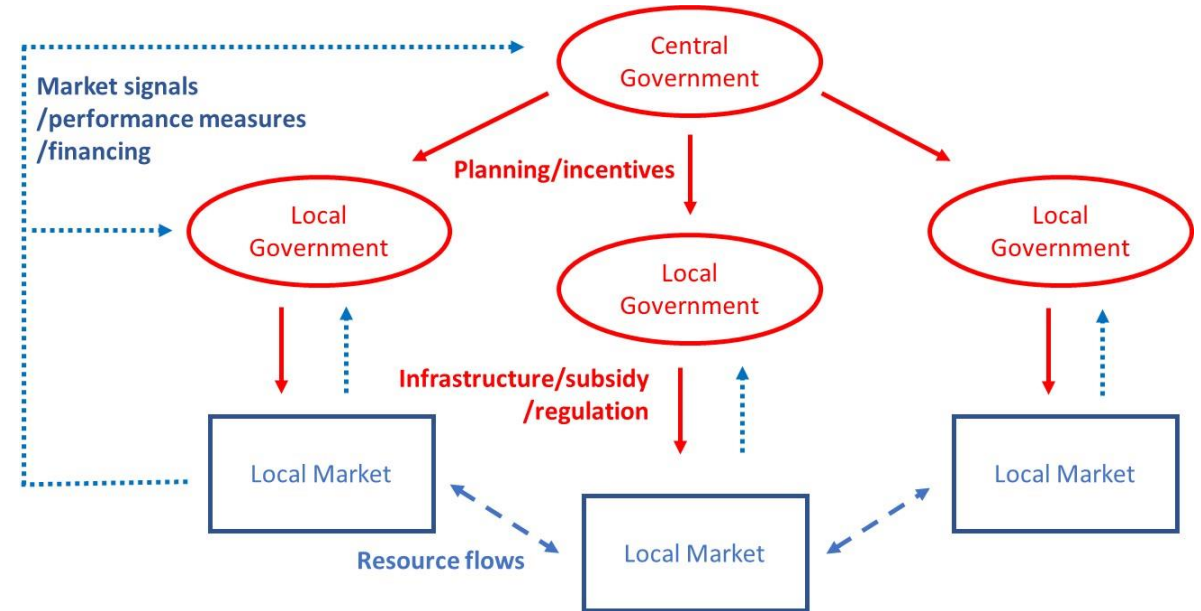 Central
Government
Market signals
/performance measures
/financing
Planning/incentives
Local
Government
Local
Government
Local
Government
Infrastructure/subsidy
/regulation
Local Market
Local Market
Local Market
Resource flows